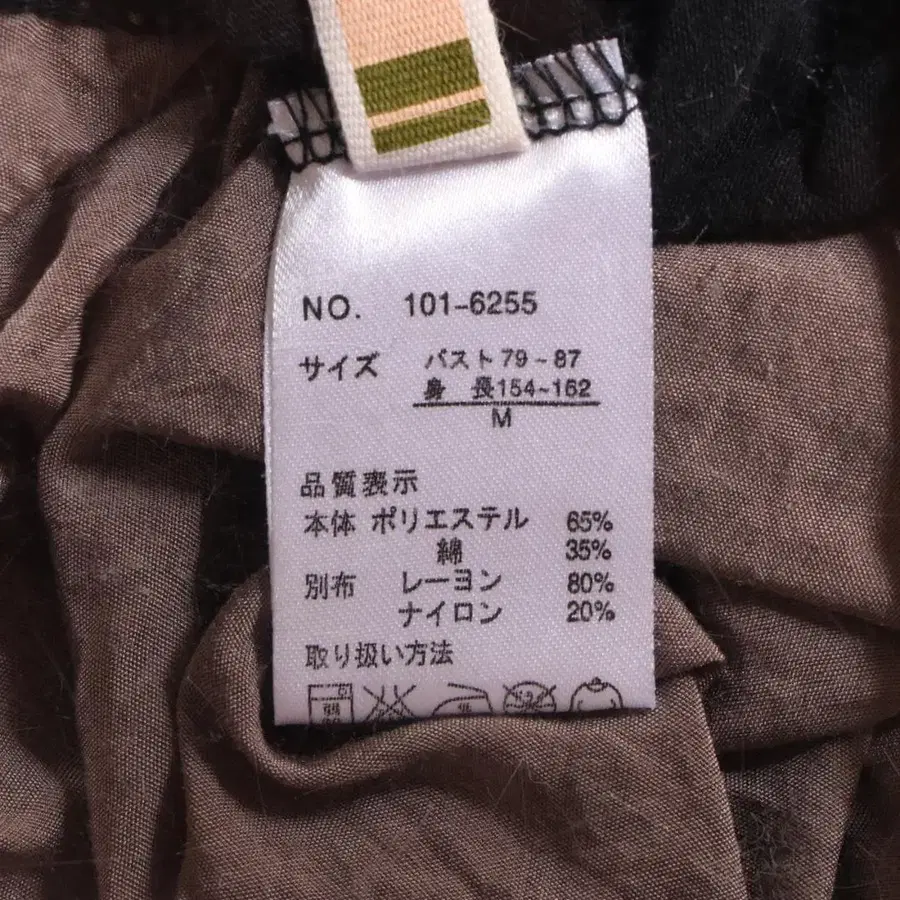 NO. 101-6255
サイズ バスト79~87
身 長154~162
M
品質表示
本体 ポリエステル 65%
綿 35%
別布 レーヨン 80%
ナイロン 20%
取り扱い方法